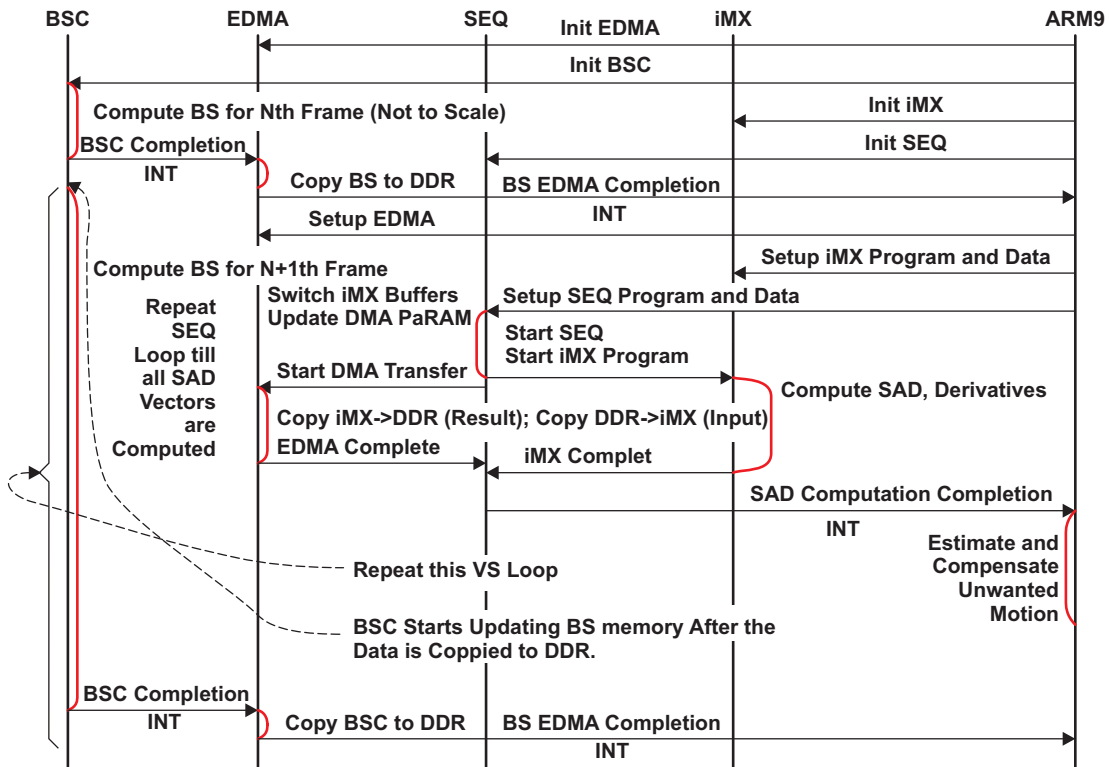 BSC EDMA SEQ iMX ARM9
Init EDMA
Init BSC
Compute BS for Nth Frame (Not to Scale)
Init iMX
Init SEQ
BSC Completion
INT
Copy BS to DDR
BS EDMA Completion
INT
Setup EDMA
Compute BS for N+1th Frame
Setup iMX Program and Data
Switch iMX Buffers
Update DMA PaRAM
Setup SEQ Program and Data
Repeat
SEQ
Loop till
all SAD
Vectors
are
Computed
Start SEQ
Start iMX Program
Start DMA Transfer
Compute SAD, Derivatives
Copy iMX->DDR (Result); Copy DDR->iMX (Input)
EDMA Complete
iMX Complet
SAD Computation Completion
INT
Estimate and
Compensate
Unwanted
Motion
Repeat this VS Loop
BSC Starts Updating BS memory After the
Data is Coppied to DDR.
BSC Completion
INT
Copy BSC to DDR
BS EDMA Completion
INT